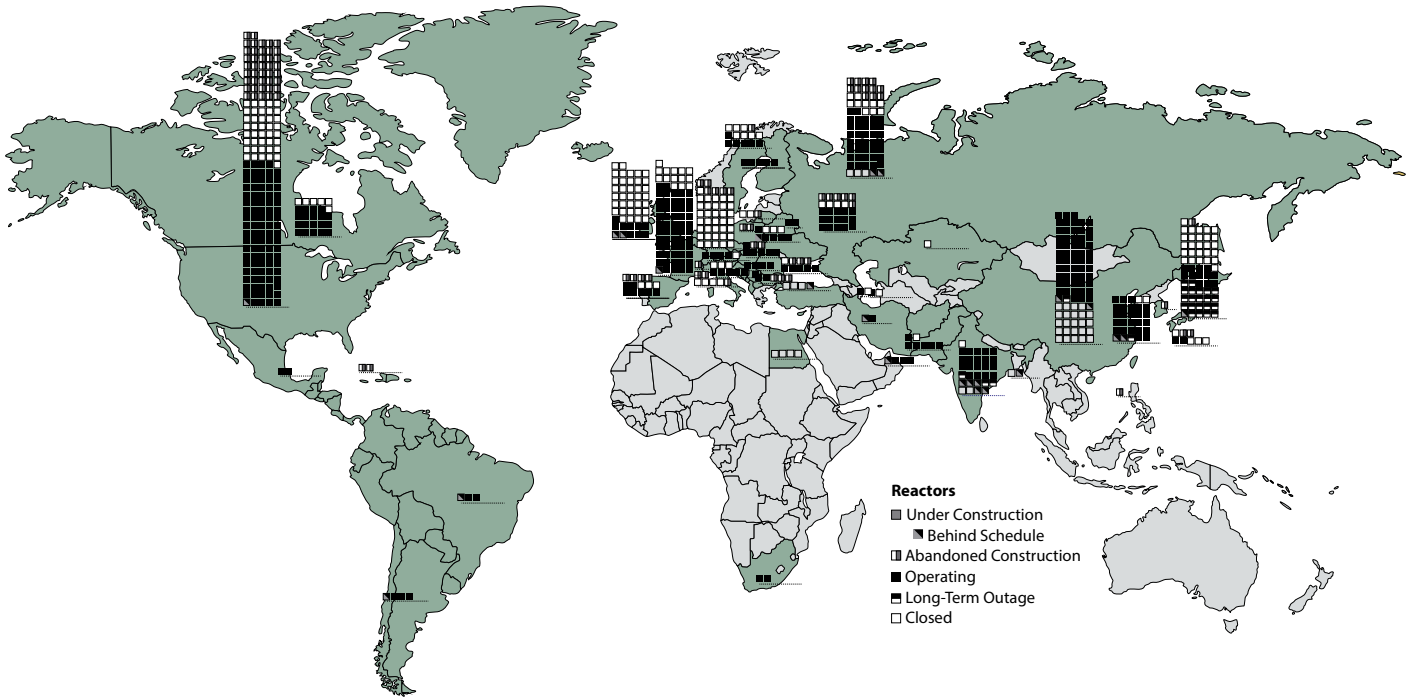 Reactors
Under Construction
Behind Schedule
Abandoned Construction
Operating
Long-Term Outage
Closed